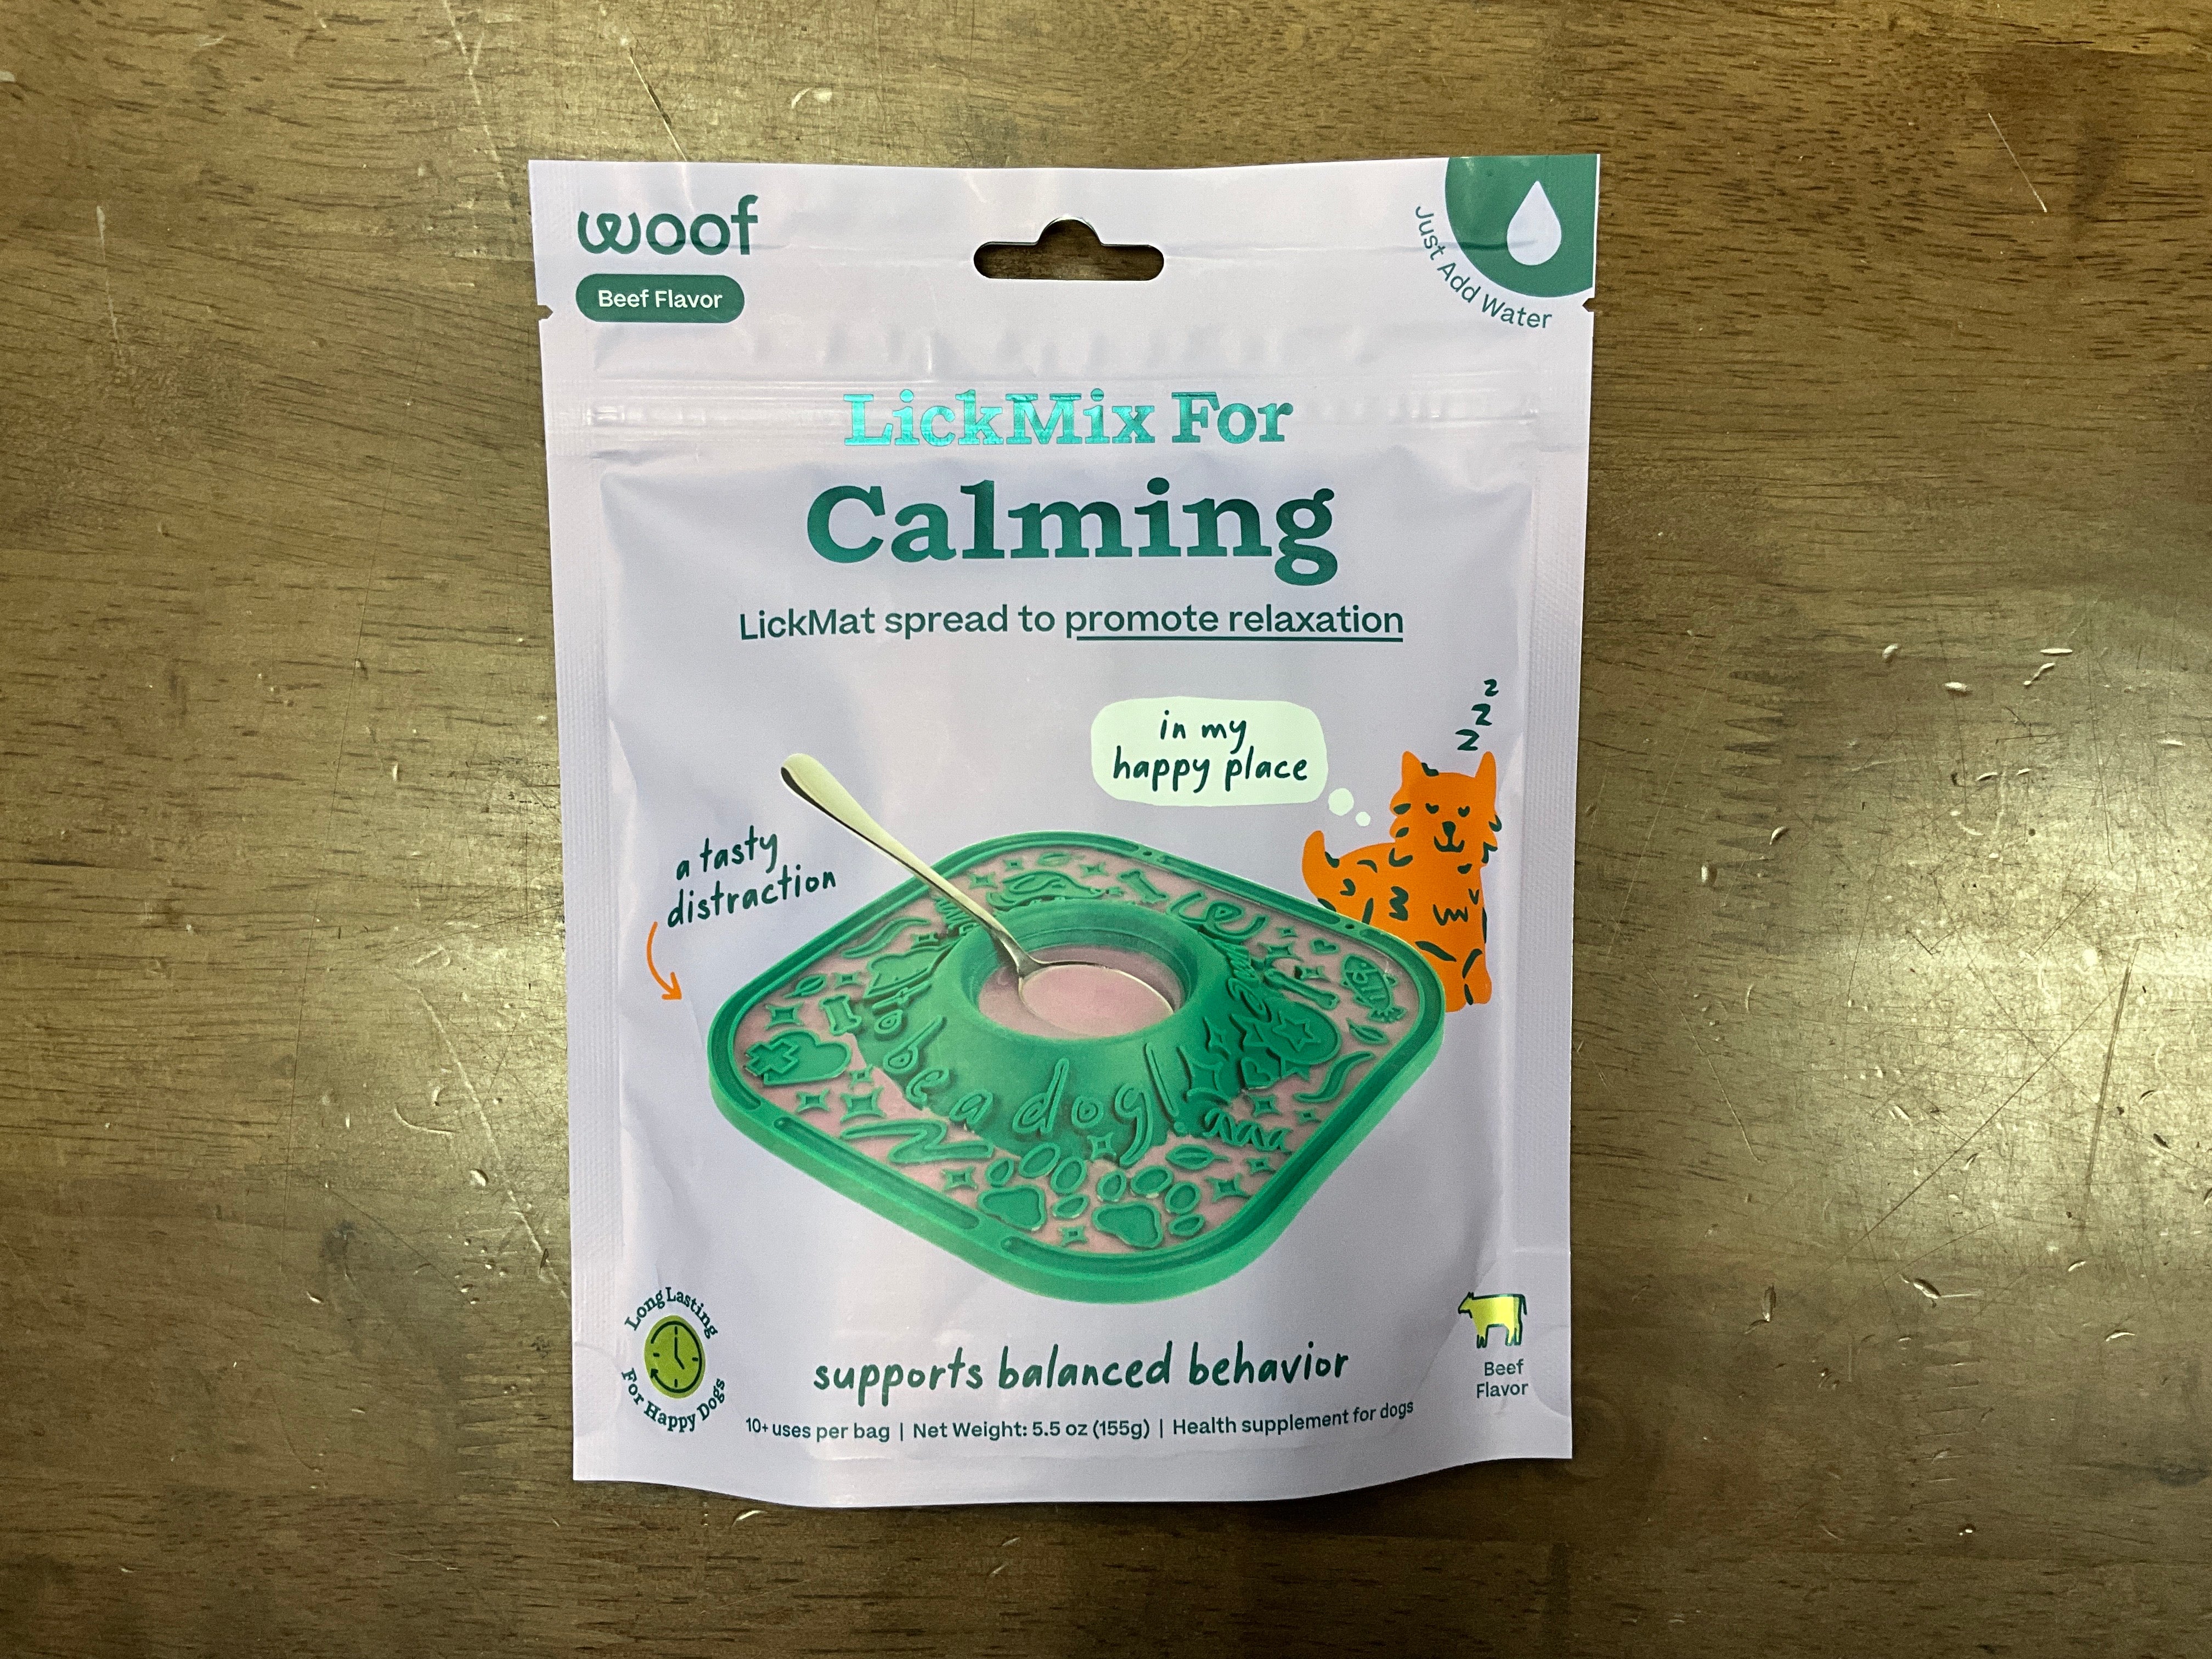 woof
Beef Flavor
Just Add Water
LickMix For
Calming
LickMat spread to promote relaxation
z
z
z
in my
happy place
a tasty
distraction
be a dog!
Long Lasting
For Happy Dogs
supports balanced behavior
Beef
Flavor
10+ uses per bag | Net Weight: 5.5 oz (155g) | Health supplement for dogs